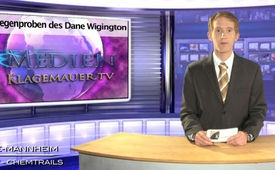 egenproben des Dane Wigington
MEDIEN
KLAGEMAUER.TV
E-MANNHEIM
CHEMTRAILS